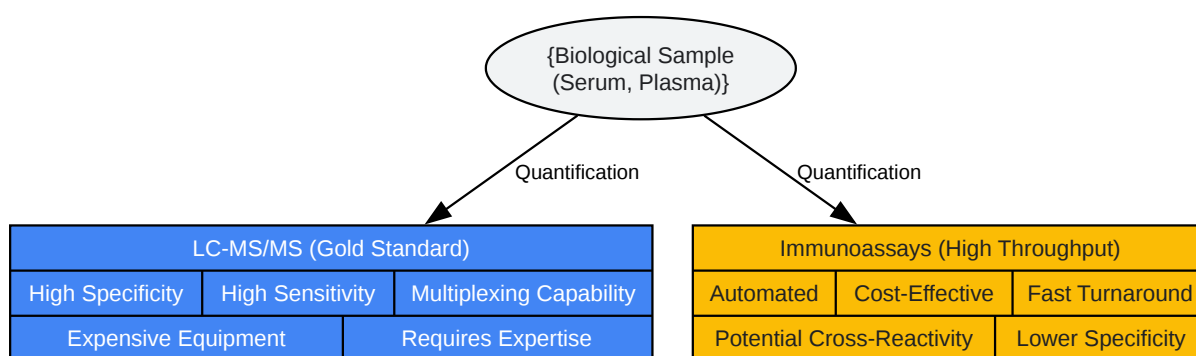 {Biological Sample
(Serum, Plasma)}
Quantification
Quantification
LC-MS/MS (Gold Standard)
High Specificity
High Sensitivity
Multiplexing Capability
Expensive Equipment
Requires Expertise
Immunoassays (High Throughput)
Automated
Cost-Effective
Fast Turnaround
Potential Cross-Reactivity
Lower Specificity